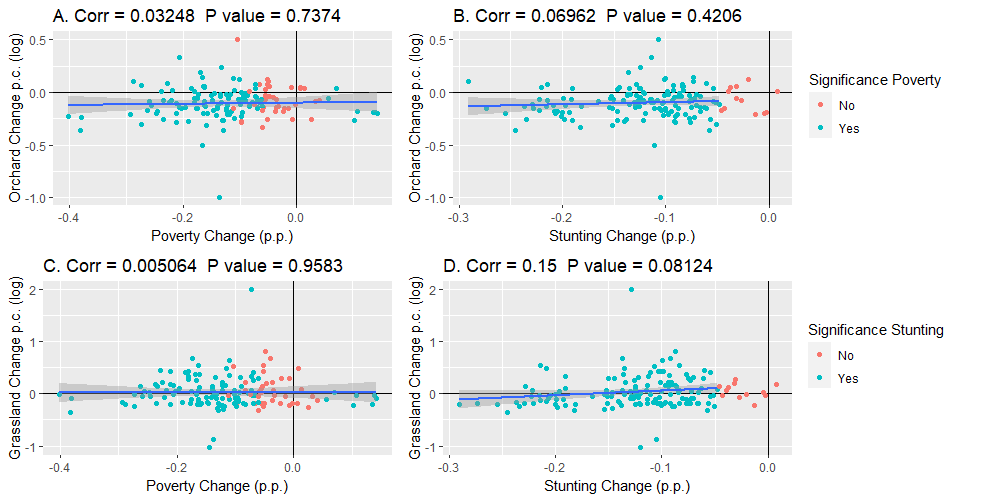 A. Corr = 0.03248 P value = 0.7374
Orchard Change p.c. (log)
0.5
0.0
-0.5
-1.0
-0.4
-0.2
0.0
Poverty Change (p.p.)
B. Corr = 0.06962 P value = 0.4206
Orchard Change p.c. (log)
0.5
0.0
-0.5
-1.0
-0.3
-0.2
-0.1
0.0
Stunting Change (p.p.)
Significance Poverty
No
Yes
C. Corr = 0.005064 P value = 0.9583
Grassland Change p.c. (log)
2
1
0
-1
-0.4
-0.2
0.0
Poverty Change (p.p.)
D. Corr = 0.15 P value = 0.08124
Grassland Change p.c. (log)
2
1
0
-1
-0.3
-0.2
-0.1
0.0
Stunting Change (p.p.)
Significance Stunting
No
Yes